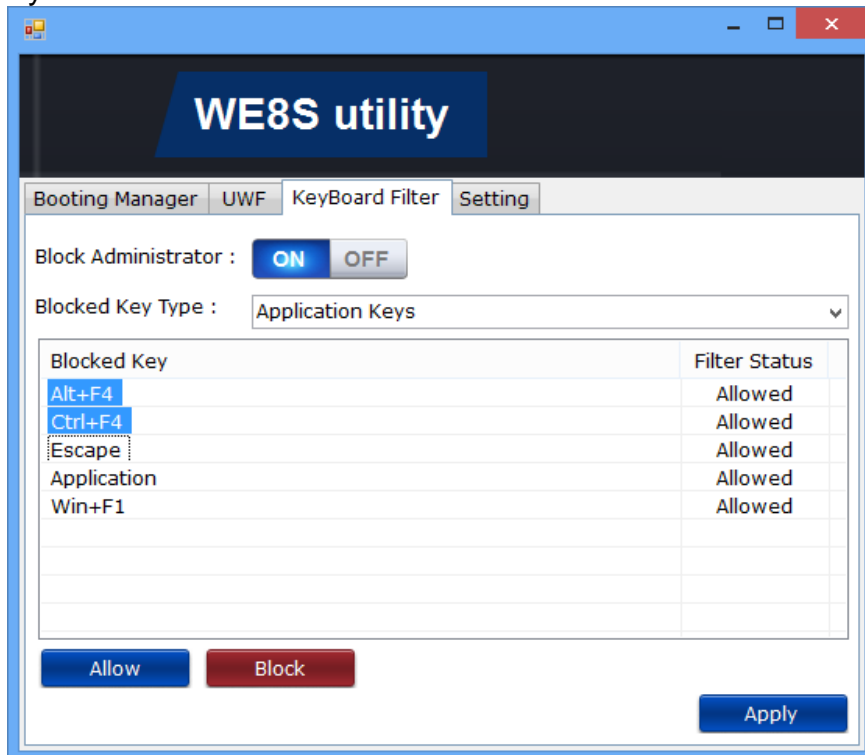 WE8S utility
Booting Manager UWF KeyBoard Filter Setting
Block Administrator : ON OFF
Blocked Key Type : Application Keys
Blocked Key Filter Status
Alt+F4 Allowed
Ctrl+F4 Allowed
Escape Allowed
Application Allowed
Win+F1 Allowed
Allow Block
Apply